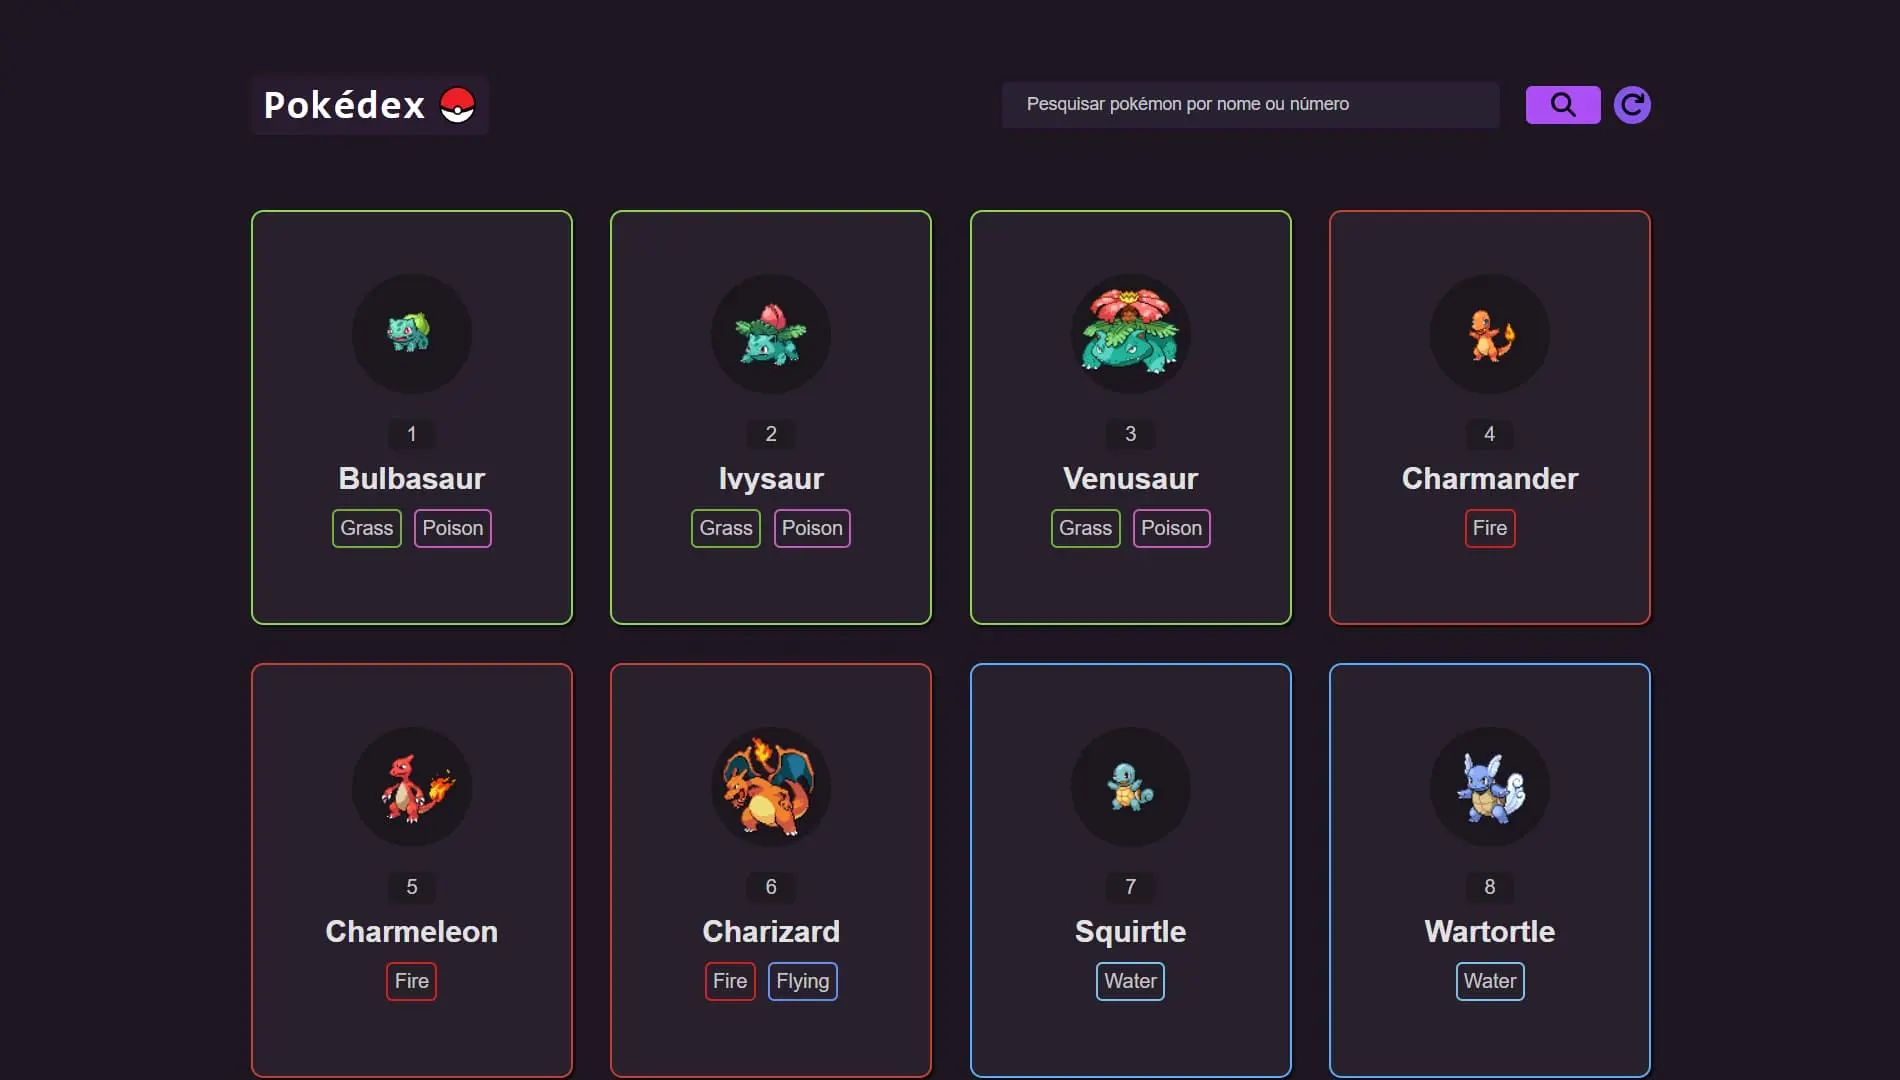 Pokédex
Pesquisar pokémon por nome ou número
1
Bulbasaur
Grass Poison
2
Ivysaur
Grass Poison
3
Venusaur
Grass Poison
4
Charmander
Fire
5
Charmeleon
Fire
6
Charizard
Fire Flying
7
Squirtle
Water
8
Wartortle
Water